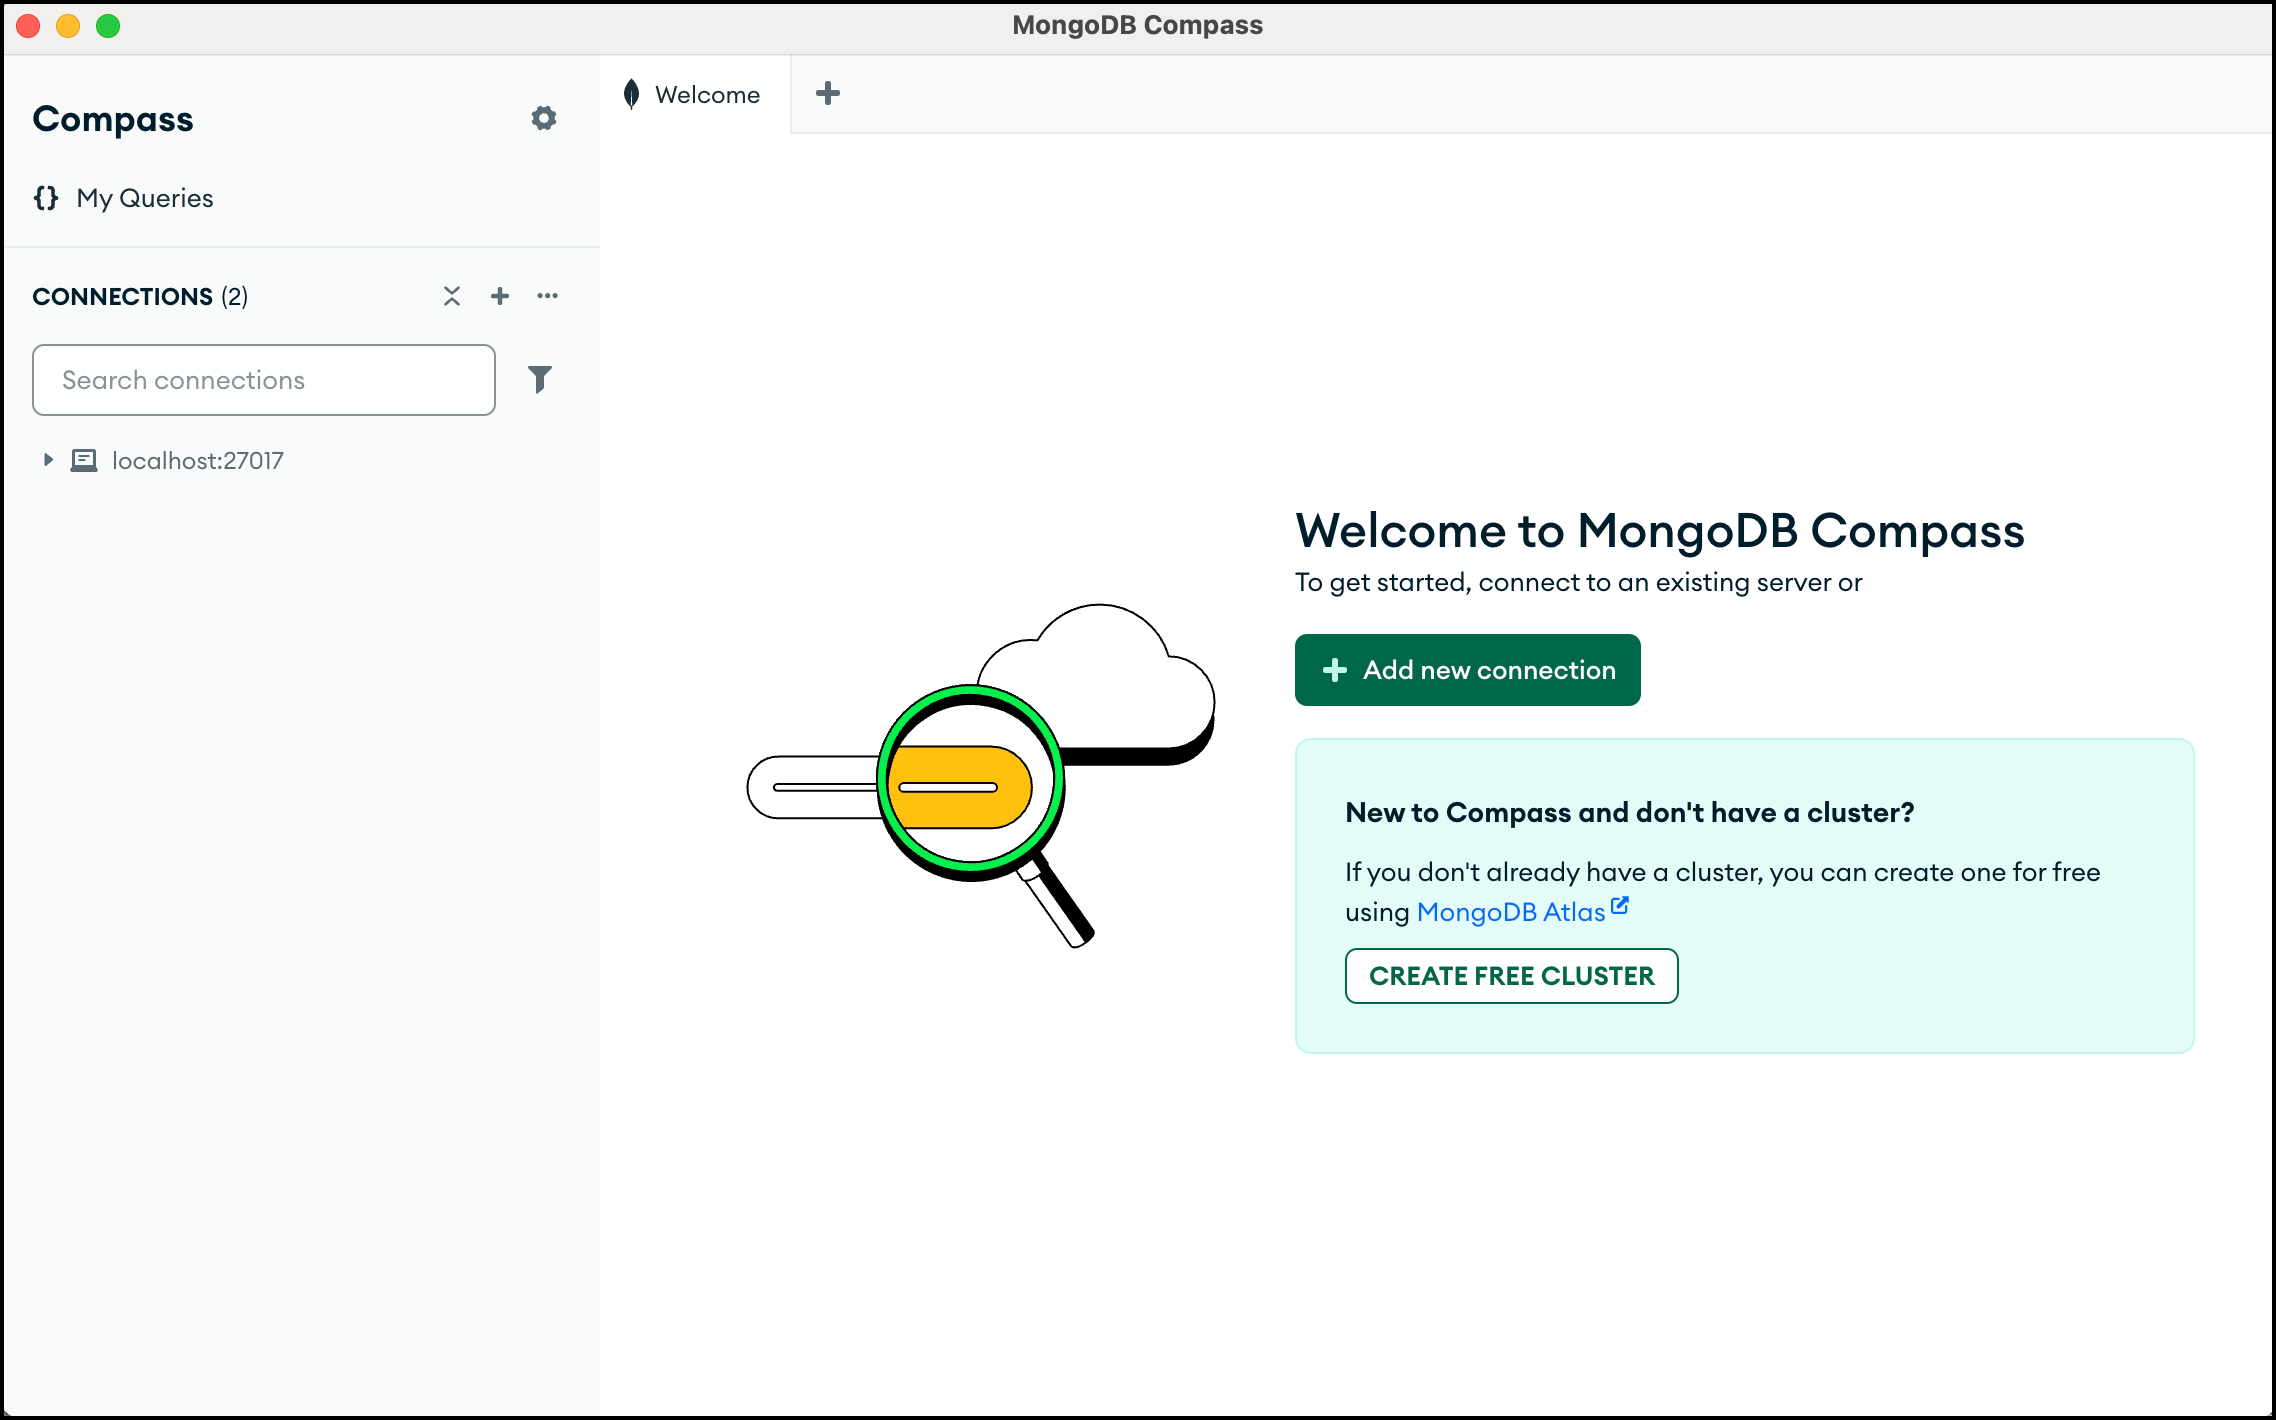 MongoDB Compass
Compass
{} My Queries
CONNECTIONS (2)
Search connections
localhost:27017
Welcome
Welcome to MongoDB Compass
To get started, connect to an existing server or
Add new connection
New to Compass and don't have a cluster?
If you don't already have a cluster, you can create one for free
using MongoDB Atlas
CREATE FREE CLUSTER